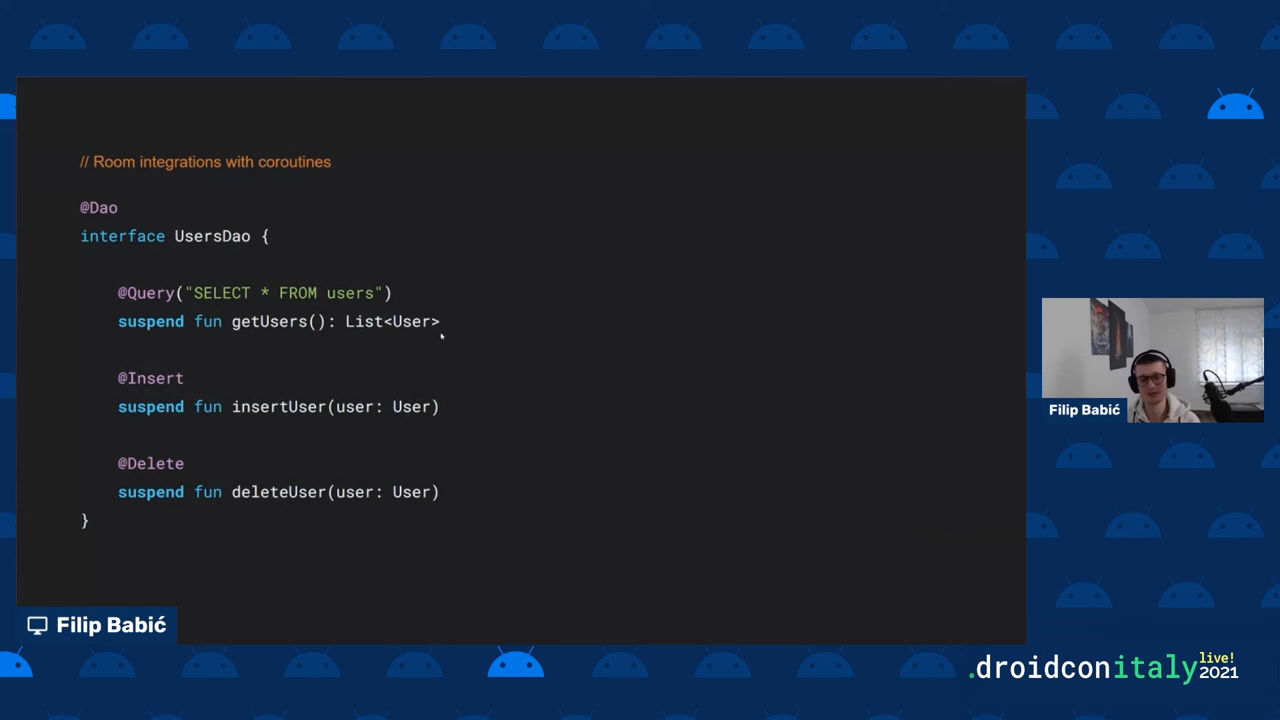 // Room integrations with coroutines
@Dao
interface UsersDao {
@Query("SELECT * FROM users")
suspend fun getUsers(): List<User>
@Insert
suspend fun insertUser(user: User)
@Delete
suspend fun deleteUser(user: User)
}
Filip Babić
Filip Babić
.droidconitaly live! 2021